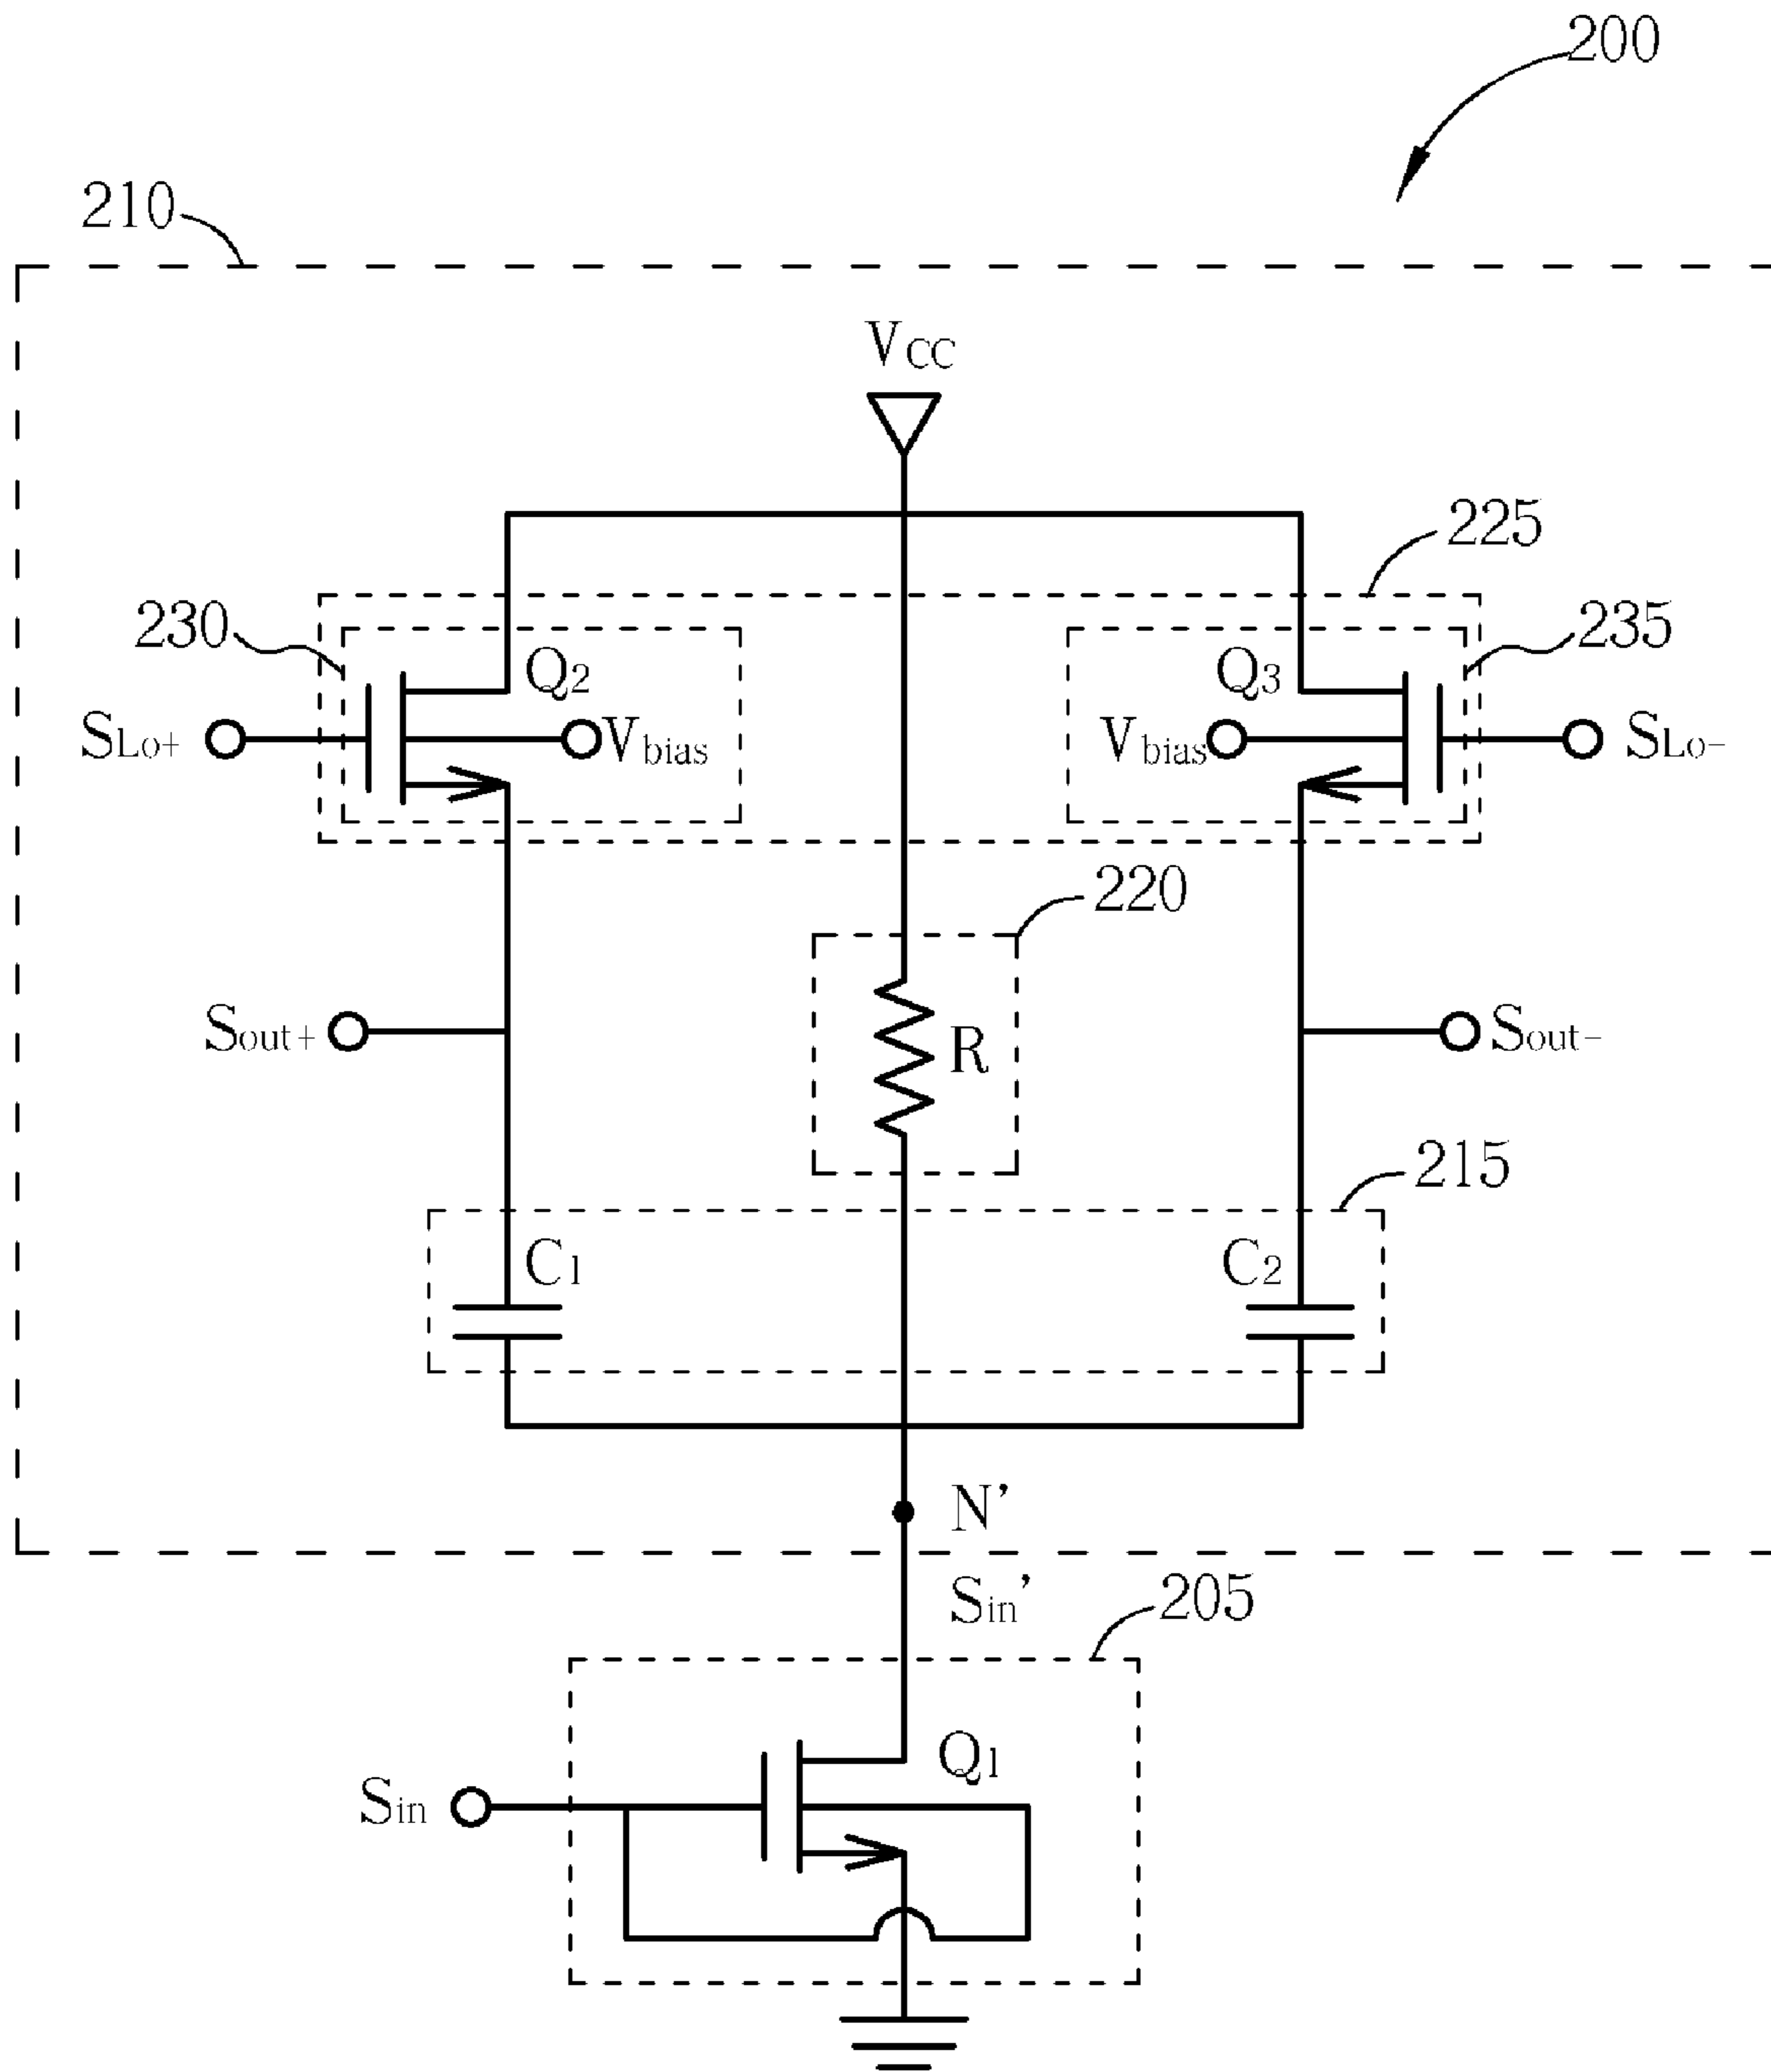 200
210
VCC
225
230
235
Q2
Q3
SLo+
Vbias
Vbias
SLo-
220
Sout+
R
Sout-
215
C1
C2
N'
Sin'
205
Q1
Sin